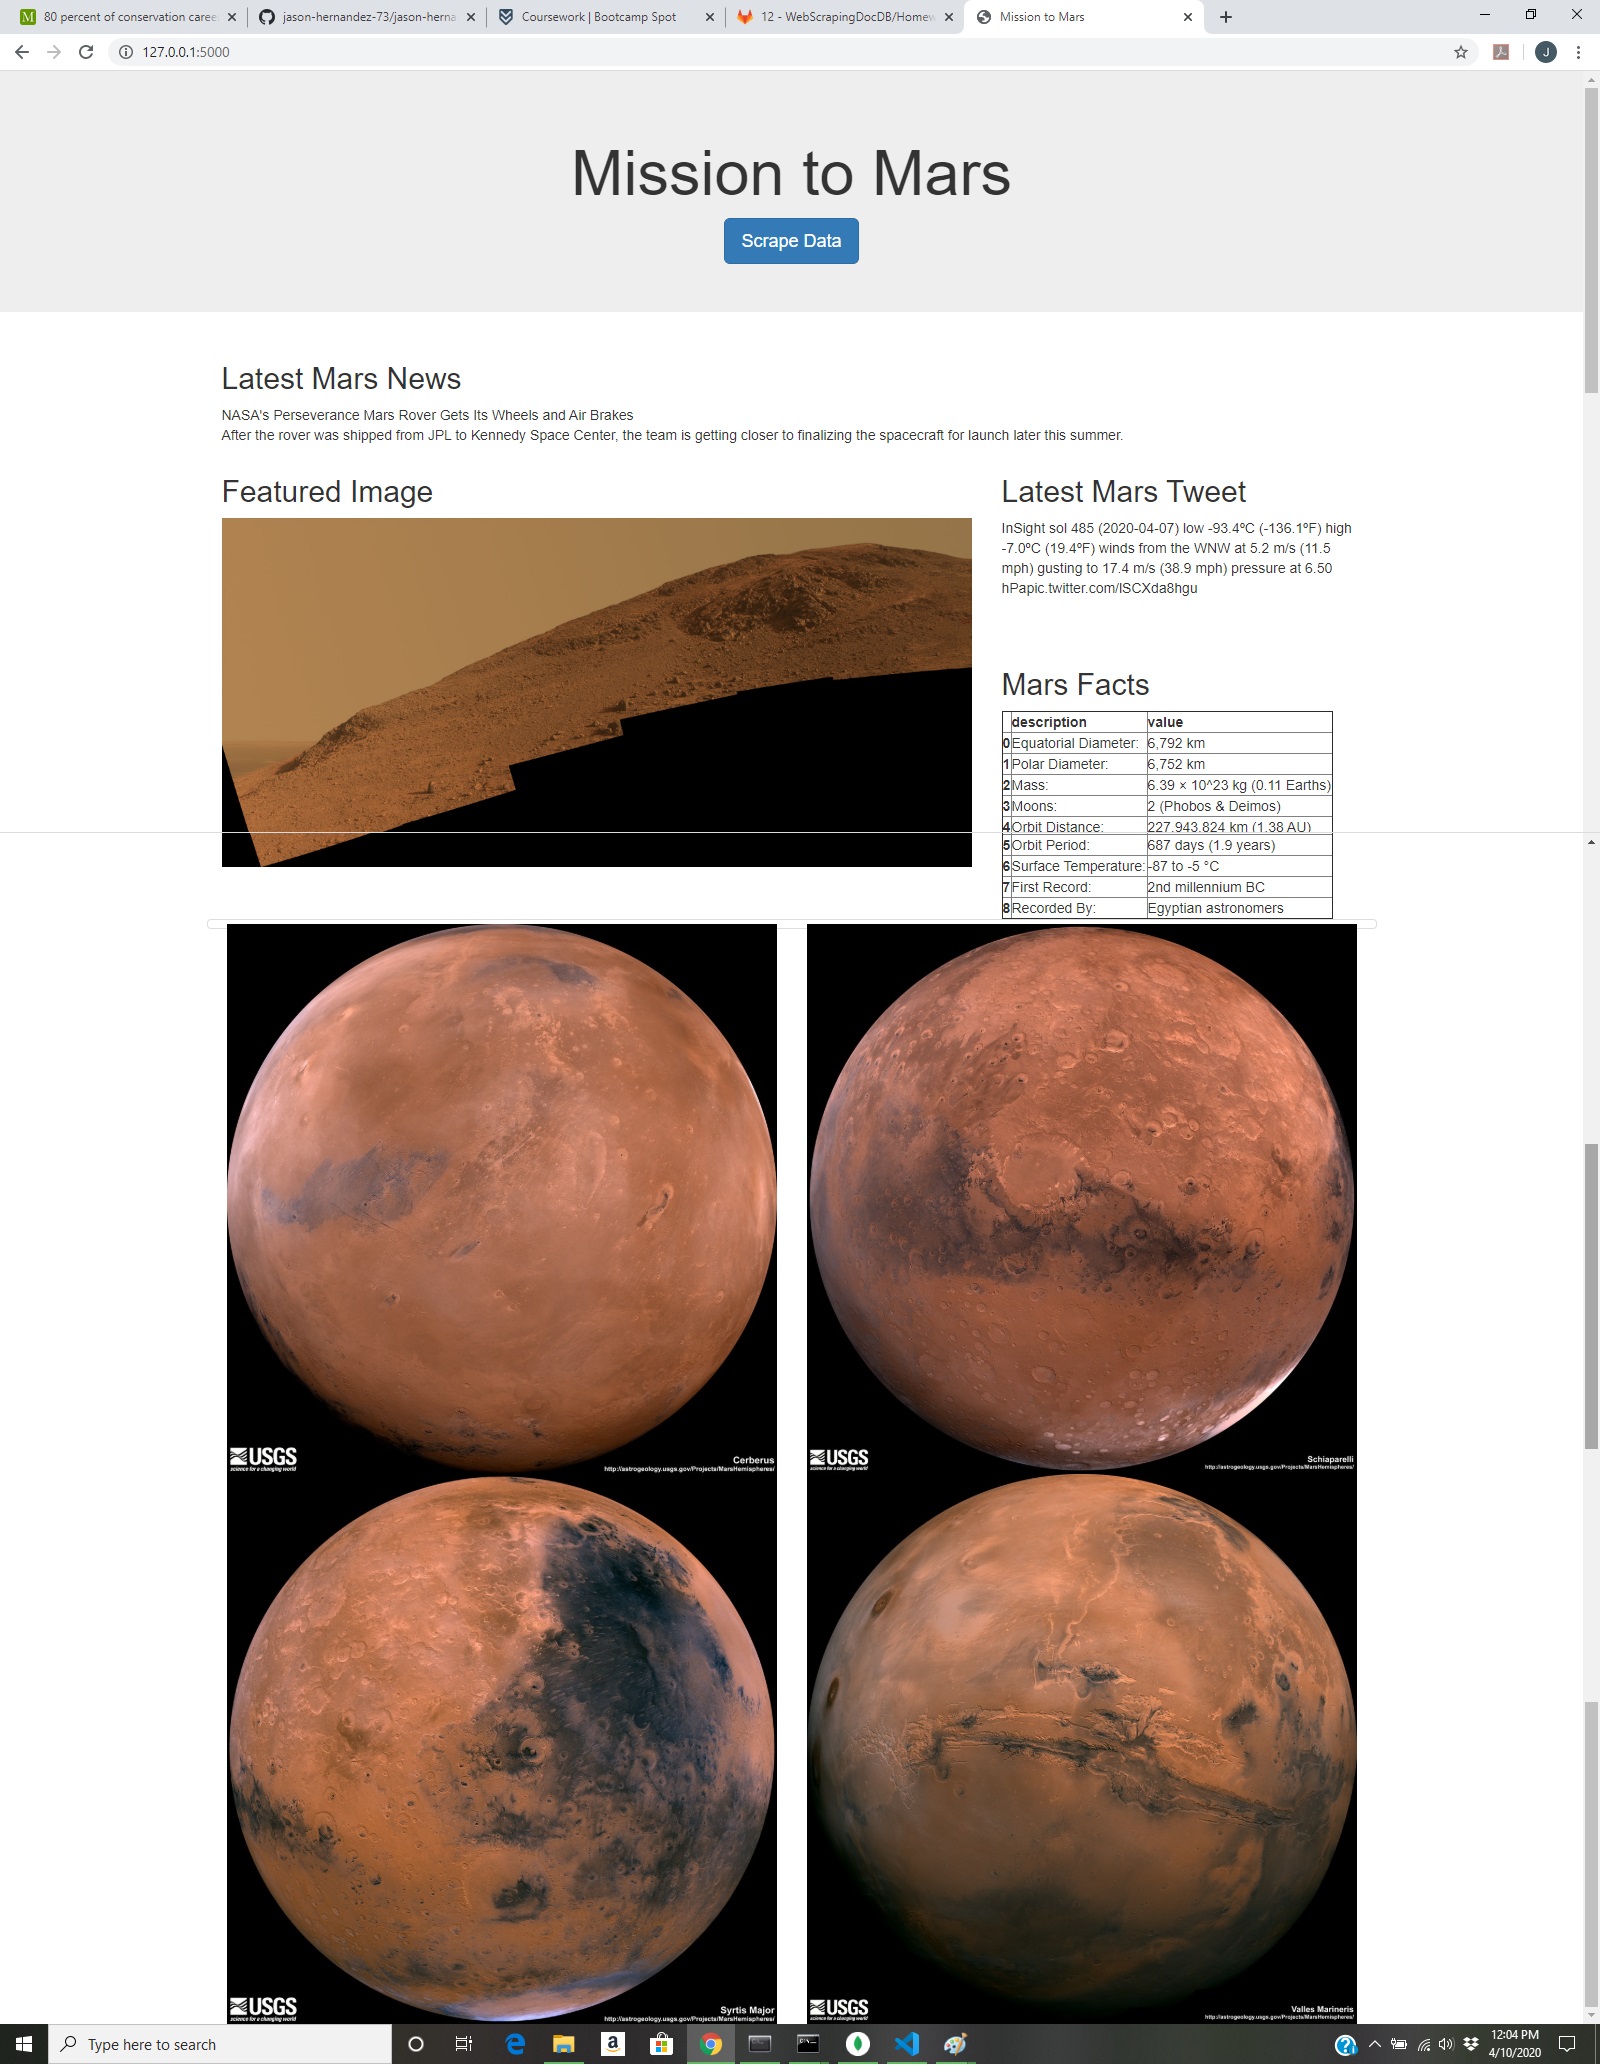 80 percent of conservation caree
jason-hernandez-73/jason-herna
Coursework | Bootcamp Spot
12 - WebScrapingDocDB/Homew
Mission to Mars
127.0.0.1:5000
J
Mission to Mars
Scrape Data
Latest Mars News
NASA's Perseverance Mars Rover Gets Its Wheels and Air Brakes
After the rover was shipped from JPL to Kennedy Space Center, the team is getting closer to finalizing the spacecraft for launch later this summer.
Featured Image
Latest Mars Tweet
InSight sol 485 (2020-04-07) low -93.4ºC (-136.1ºF) high
-7.0ºC (19.4ºF) winds from the WNW at 5.2 m/s (11.5
mph) gusting to 17.4 m/s (38.9 mph) pressure at 6.50
hPapic.twitter.com/ISCXda8hgu
Mars Facts
description value
0 Equatorial Diameter: 6,792 km
1 Polar Diameter: 6,752 km
2 Mass: 6.39 × 10^23 kg (0.11 Earths)
3 Moons: 2 (Phobos & Deimos)
4 Orbit Distance: 227,943,824 km (1.38 AU)
5 Orbit Period: 687 days (1.9 years)
6 Surface Temperature: -87 to -5 °C
7 First Record: 2nd millennium BC
8 Recorded By: Egyptian astronomers
USGS
science for a changing world
Cerberus
http://astrogeology.usgs.gov/Projects/MarsHemispheres/
USGS
science for a changing world
Schiaparelli
http://astrogeology.usgs.gov/Projects/MarsHemispheres/
USGS
science for a changing world
Syrtis Major
http://astrogeology.usgs.gov/Projects/MarsHemispheres/
USGS
science for a changing world
Valles Marineris
http://astrogeology.usgs.gov/Projects/MarsHemispheres/
Type here to search
12:04 PM
4/10/2020